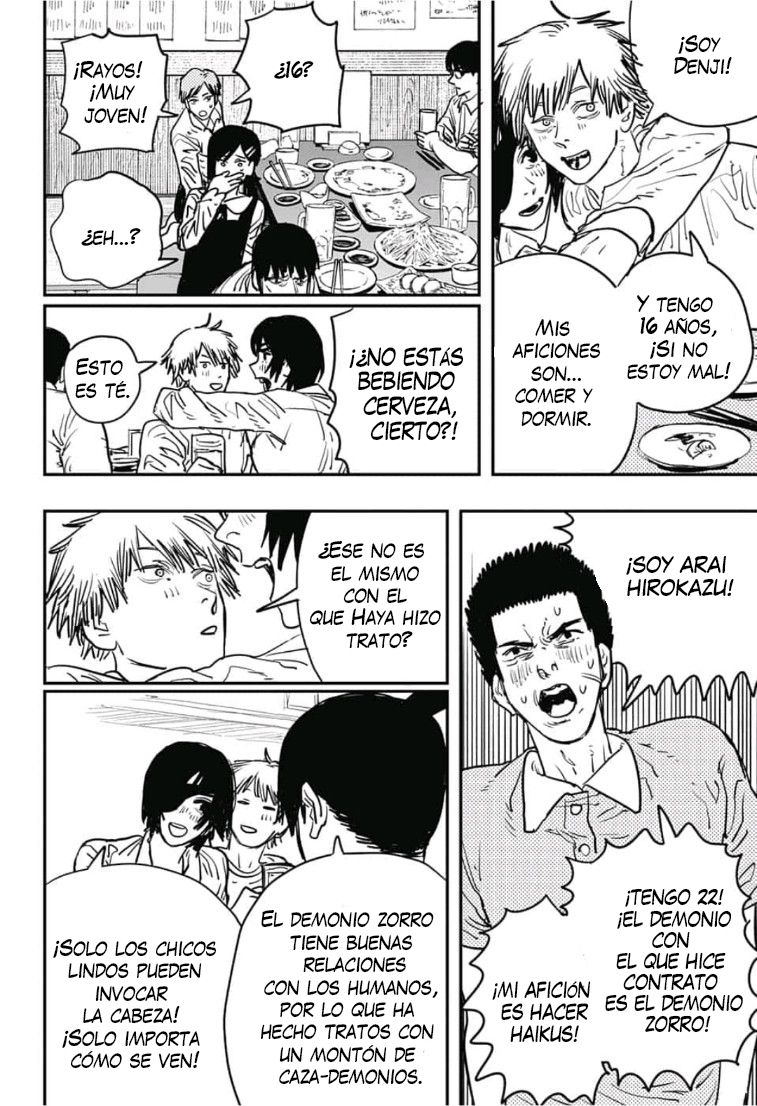 ¡SOY
DENJI!
Y TENGO
16 AÑOS,
¡SI NO
ESTOY MAL!
MIS
AFICIONES
SON...
COMER Y
DORMIR.
¿16?
¡RAYOS!
¡MUY
JOVEN!
¿EH...?
¡¿NO ESTÁS
BEBIENDO
CERVEZA,
CIERTO?!
ESTO
ES TÉ.
¡SOY ARAI
HIROKAZU!
¡TENGO 22!
¡EL DEMONIO
CON
EL QUE HICE
CONTRATO
ES EL DEMONIO
ZORRO!
¡MI AFICIÓN
ES HACER
HAIKUS!
¿ESE NO ES
EL MISMO
CON EL
QUE HAYA HIZO
TRATO?
EL DEMONIO ZORRO
TIENE BUENAS
RELACIONES
CON LOS HUMANOS,
POR LO QUE HA
HECHO TRATOS CON
UN MONTÓN DE
CAZA-DEMONIOS.
¡SOLO LOS CHICOS
LINDOS PUEDEN
INVOCAR
LA CABEZA!
¡SOLO IMPORTA
CÓMO SE VEN!